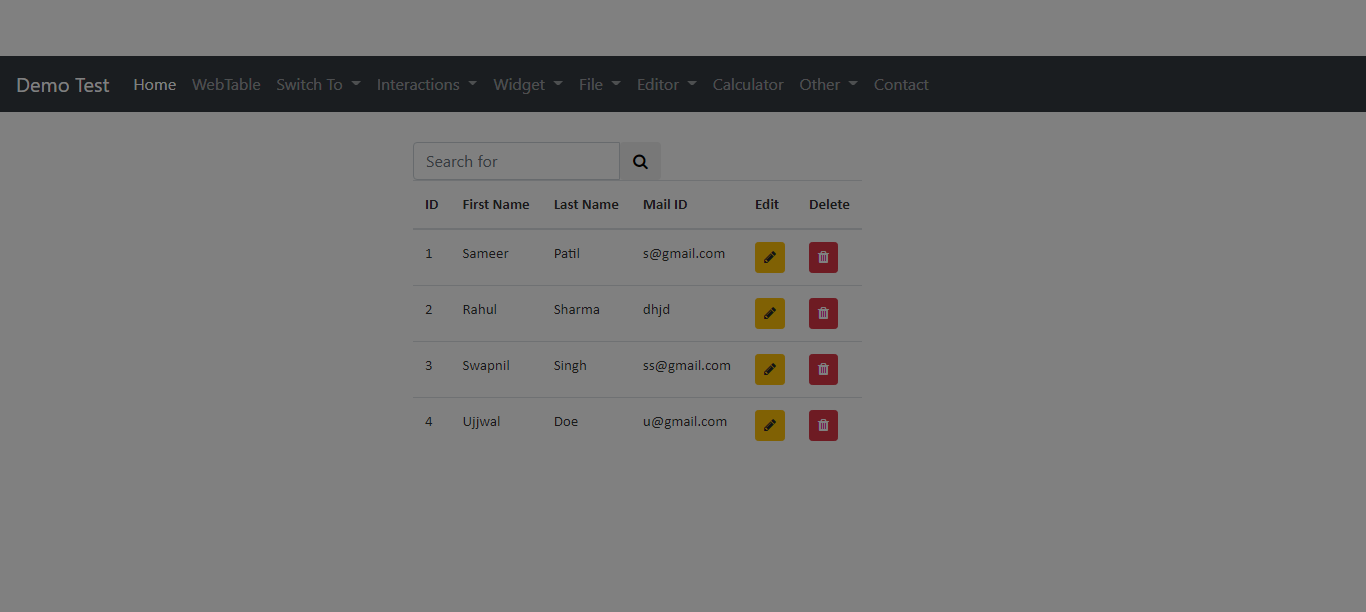 Demo Test Home WebTable Switch To Interactions Widget File Editor Calculator Other Contact
Search for
ID First Name Last Name Mail ID Edit Delete
1 Sameer Patil s@gmail.com
2 Rahul Sharma dhjd
3 Swapnil Singh ss@gmail.com
4 Ujjwal Doe u@gmail.com